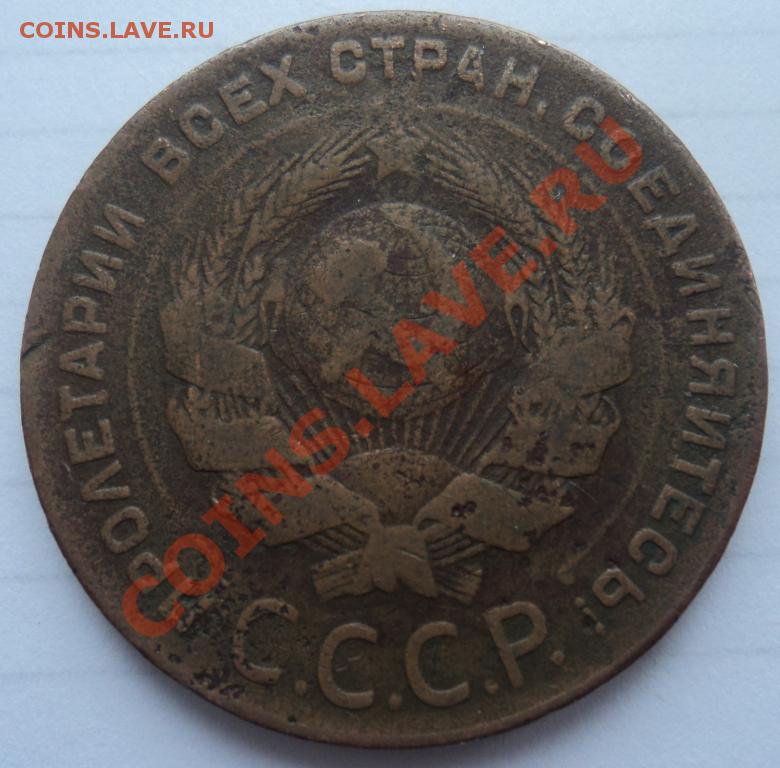 COINS.LAVE.RU
ПРОЛЕТАРИИ ВСЕХ СТРАН, СОЕДИНЯЙТЕСЬ!
С.С.С.Р.
COINS.LAVE.RU